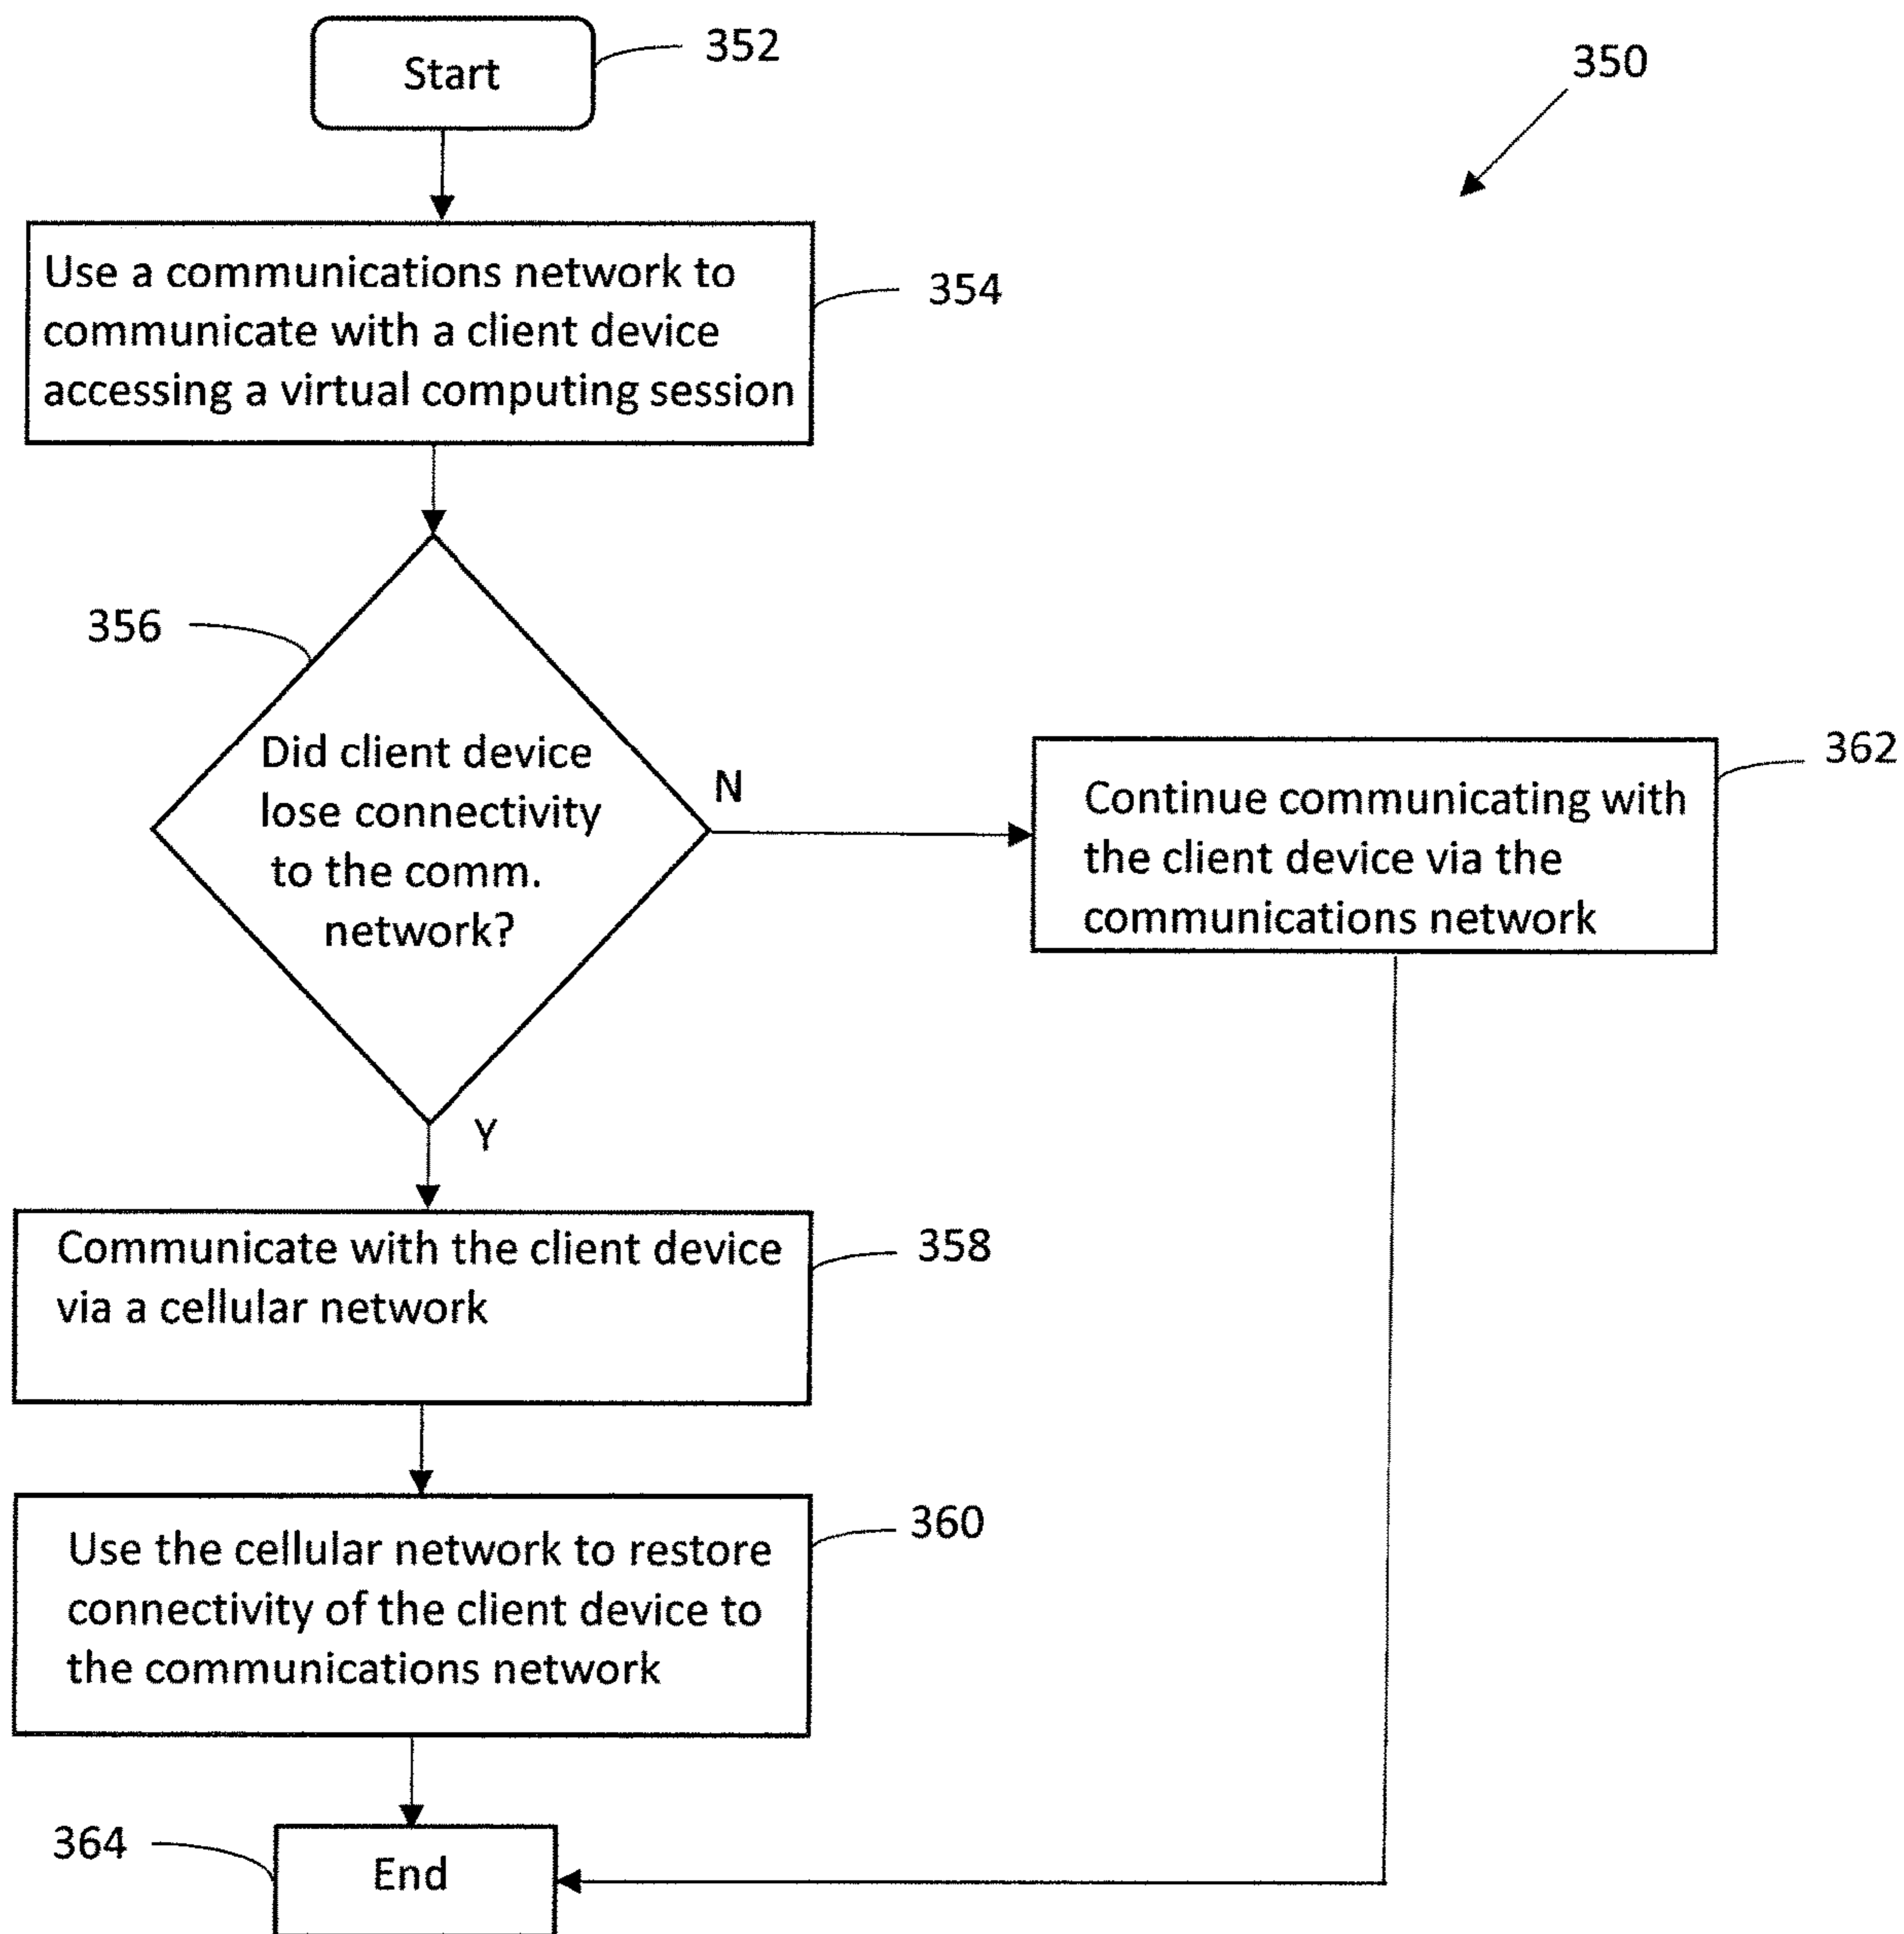 Start
352
350
Use a communications network to
communicate with a client device
accessing a virtual computing session
354
356
Did client device
lose connectivity
to the comm.
network?
N
Continue communicating with
the client device via the
communications network
362
Y
Communicate with the client device
via a cellular network
358
Use the cellular network to restore
connectivity of the client device to
the communications network
360
364
End